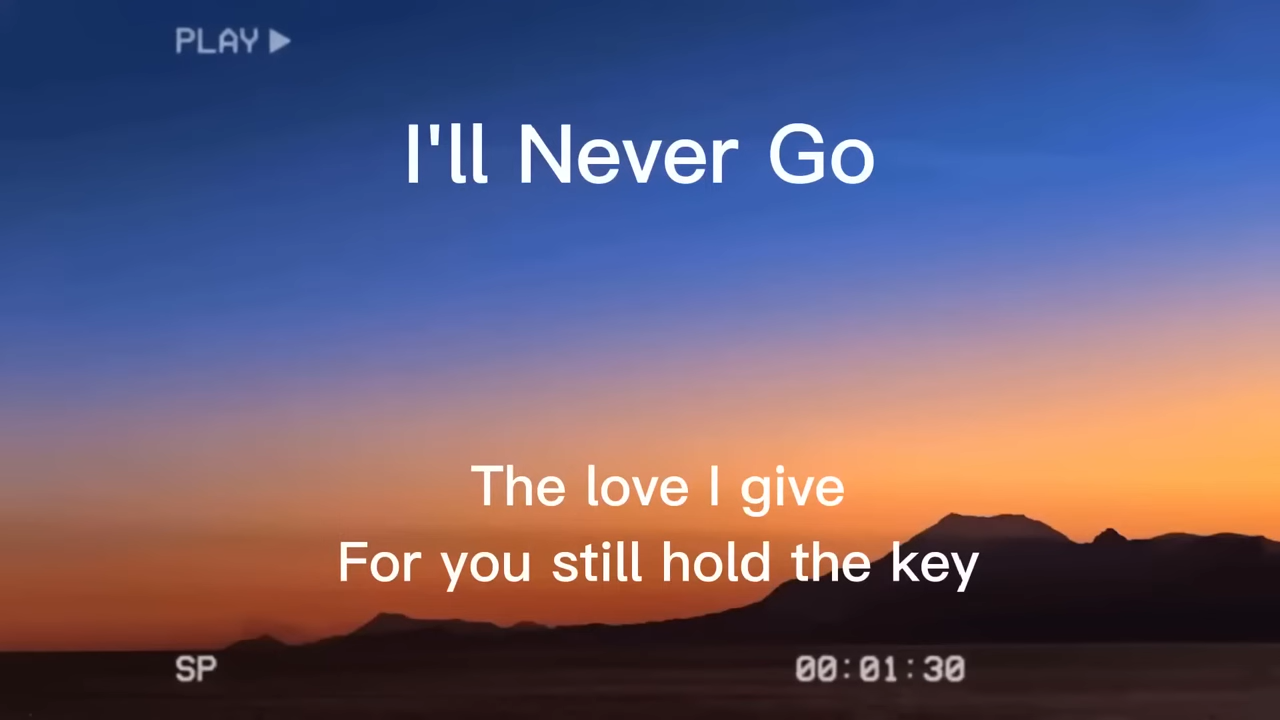 PLAY ▶
I'll Never Go
The love I give
For you still hold the key
SP
00:01:30